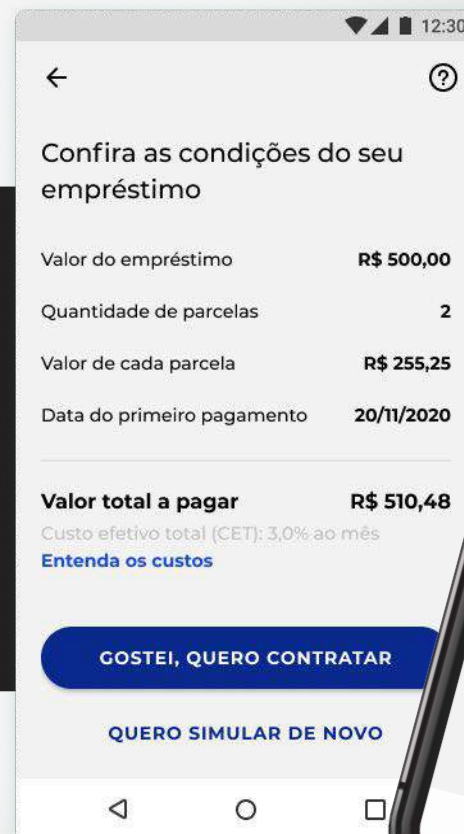 12:30
Confira as condições do seu
empréstimo
Valor do empréstimo R$ 500,00
Quantidade de parcelas 2
Valor de cada parcela R$ 255,25
Data do primeiro pagamento 20/11/2020
Valor total a pagar R$ 510,48
Custo efetivo total (CET): 3,0% ao mês
Entenda os custos
GOSTEI, QUERO CONTRATAR
QUERO SIMULAR DE NOVO